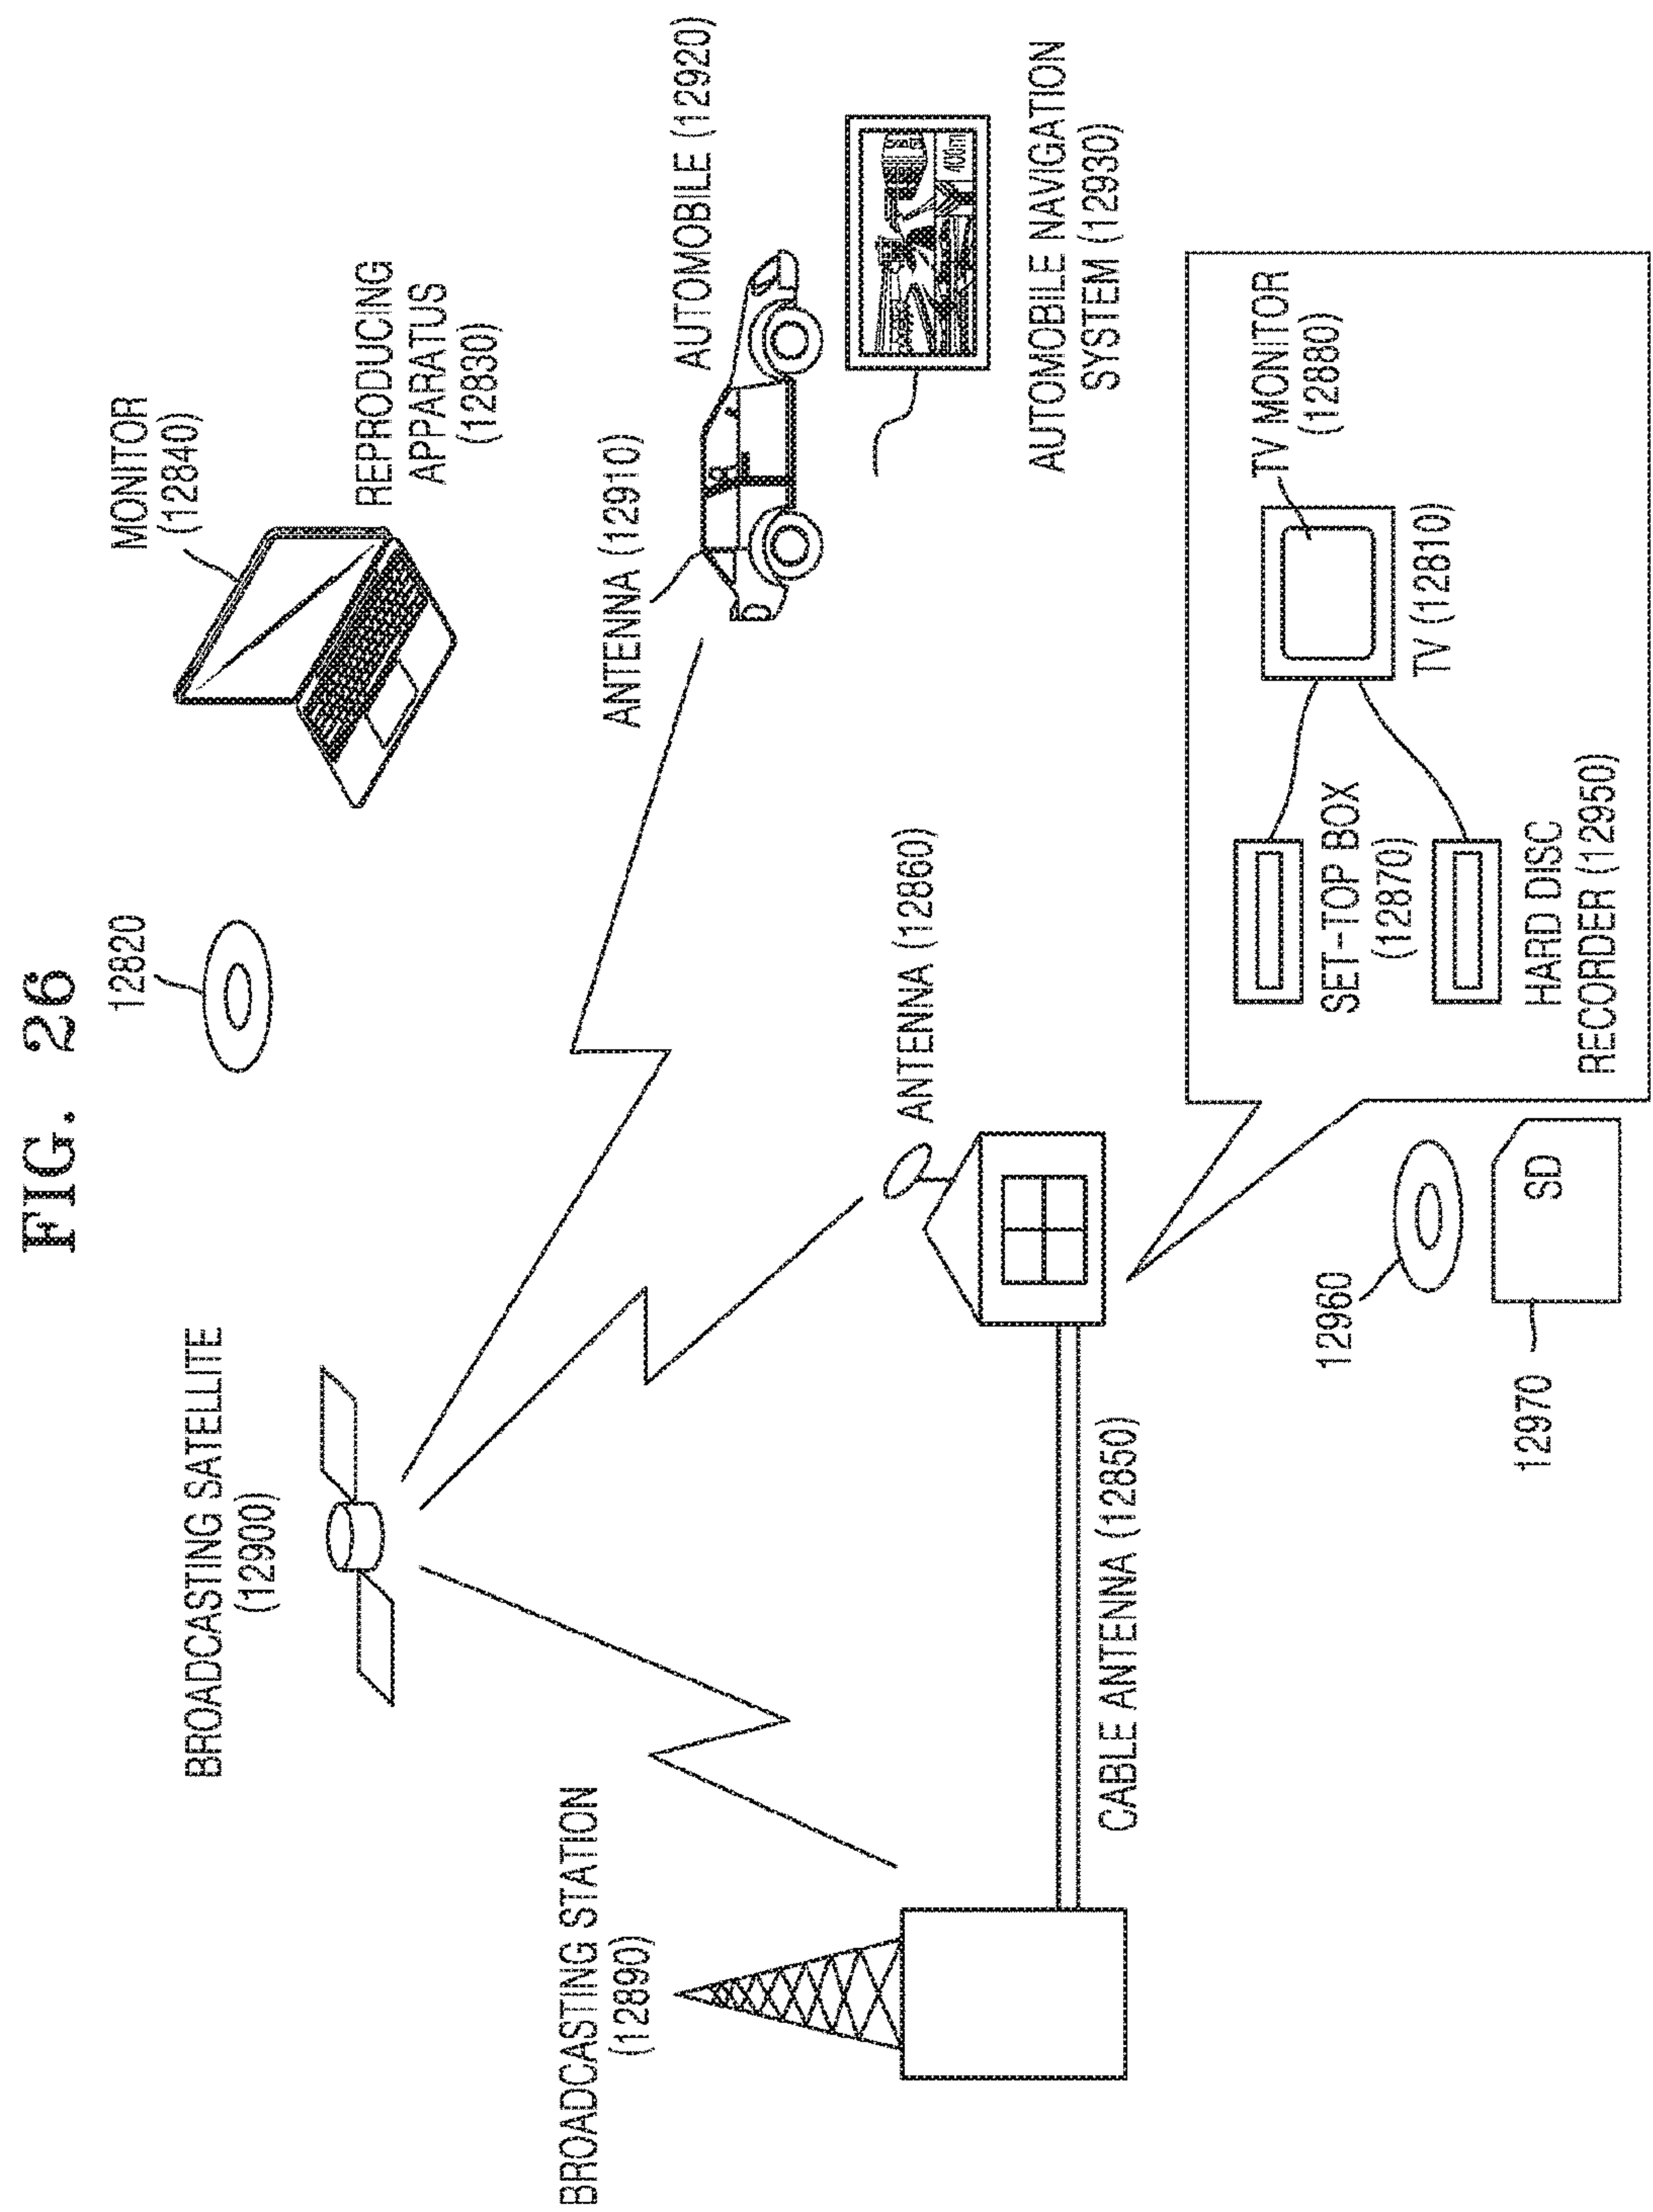 FIG. 26
BROADCASTING SATELLITE
(12900)
12820
MONITOR
(12840)
REPRODUCING
APPARATUS
(12830)
BROADCASTING STATION
(12890)
ANTENNA (12910)
AUTOMOBILE (12920)
ANTENNA (12860)
400m
AUTOMOBILE NAVIGATION
SYSTEM (12930)
CABLE ANTENNA (12850)
TV MONITOR
(12880)
SET-TOP BOX
(12870)
TV (12810)
HARD DISC
RECORDER (12950)
12960
SD
12970